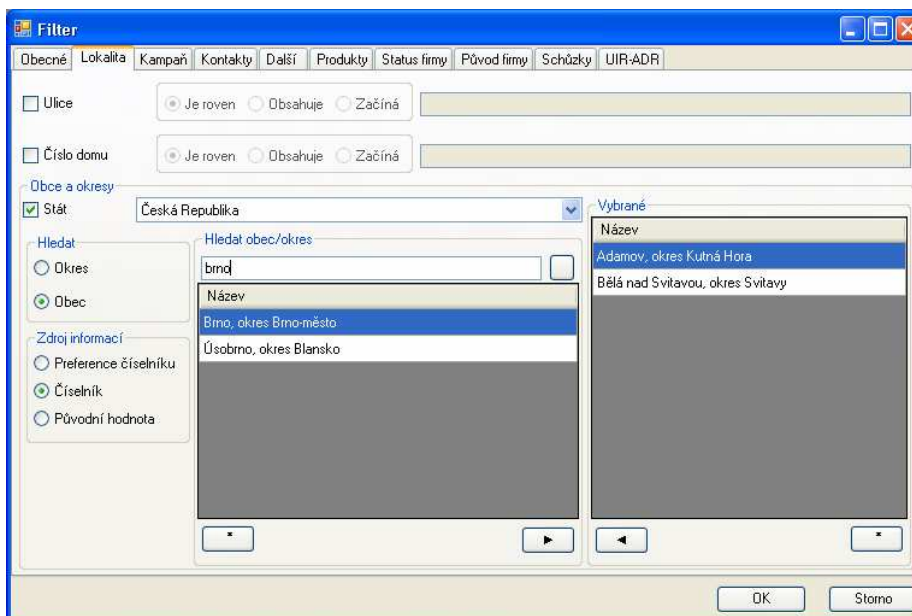 Filter
Obecné Lokalita Kampaň Kontakty Další Produkty Status firmy Původ firmy Schůzky UIR-ADR
Ulice Je roven Obsahuje Začíná
Číslo domu Je roven Obsahuje Začíná
Obce a okresy
Stát Česká Republika
Vybrané
Název
Adamov, okres Kutná Hora
Bělá nad Svitavou, okres Svitavy
Hledat
Okres
Obec
Hledat obec/okres
brno
Název
Brno, okres Brno-město
Úsobrno, okres Blansko
Zdroj informací
Preference číselníku
Číselník
Původní hodnota
* *
OK Storno